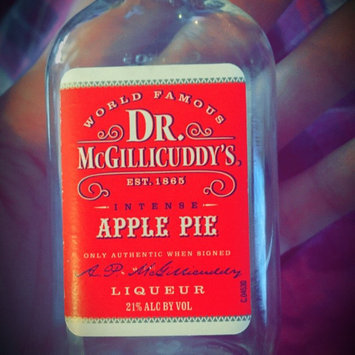 WORLD FAMOUS
DR.
McGILLICUDDY'S
EST. 1865
INTENSE
APPLE PIE
ONLY AUTHENTIC WHEN SIGNED
A. P. McGillicuddy
LIQUEUR
21% ALC BY VOL